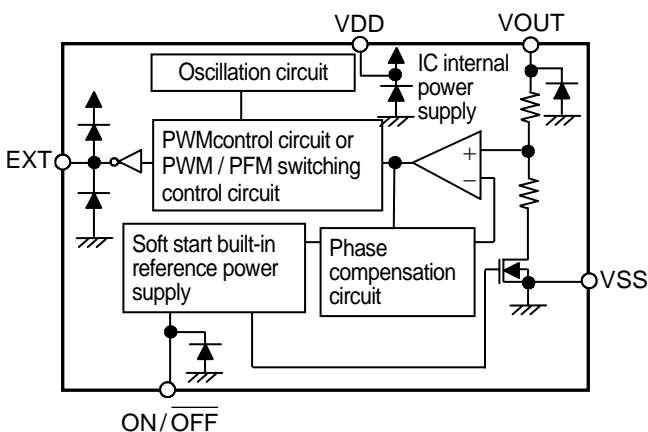 VDD
VOUT
Oscillation circuit
IC internal
power
supply
PWMcontrol circuit or
PWM / PFM switching
control circuit
EXT
+
−
Soft start built-in
reference power
supply
Phase
compensation
circuit
VSS
ON/OFF